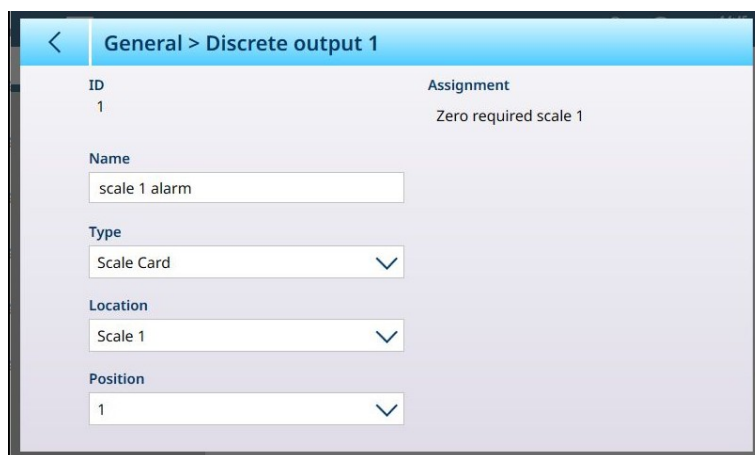 General > Discrete output 1
ID
1
Assignment
Zero required scale 1
Name
scale 1 alarm
Type
Scale Card
Location
Scale 1
Position
1